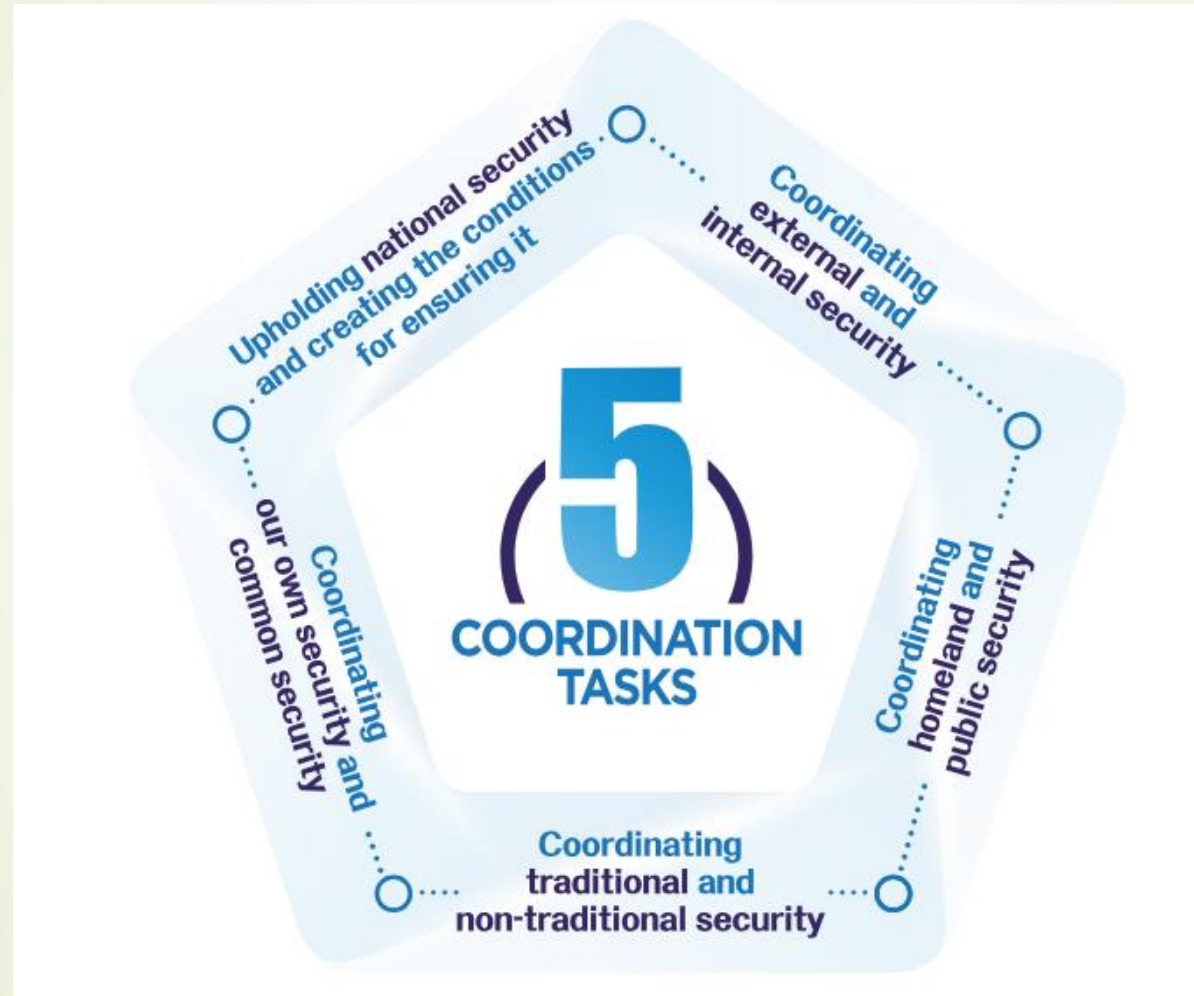 5
COORDINATION
TASKS
Upholding national security
and creating the conditions
for ensuring it
Coordinating
external and
internal security
Coordinating
homeland and
public security
Coordinating
traditional and
non-traditional security
Coordinating
our own security and
common security